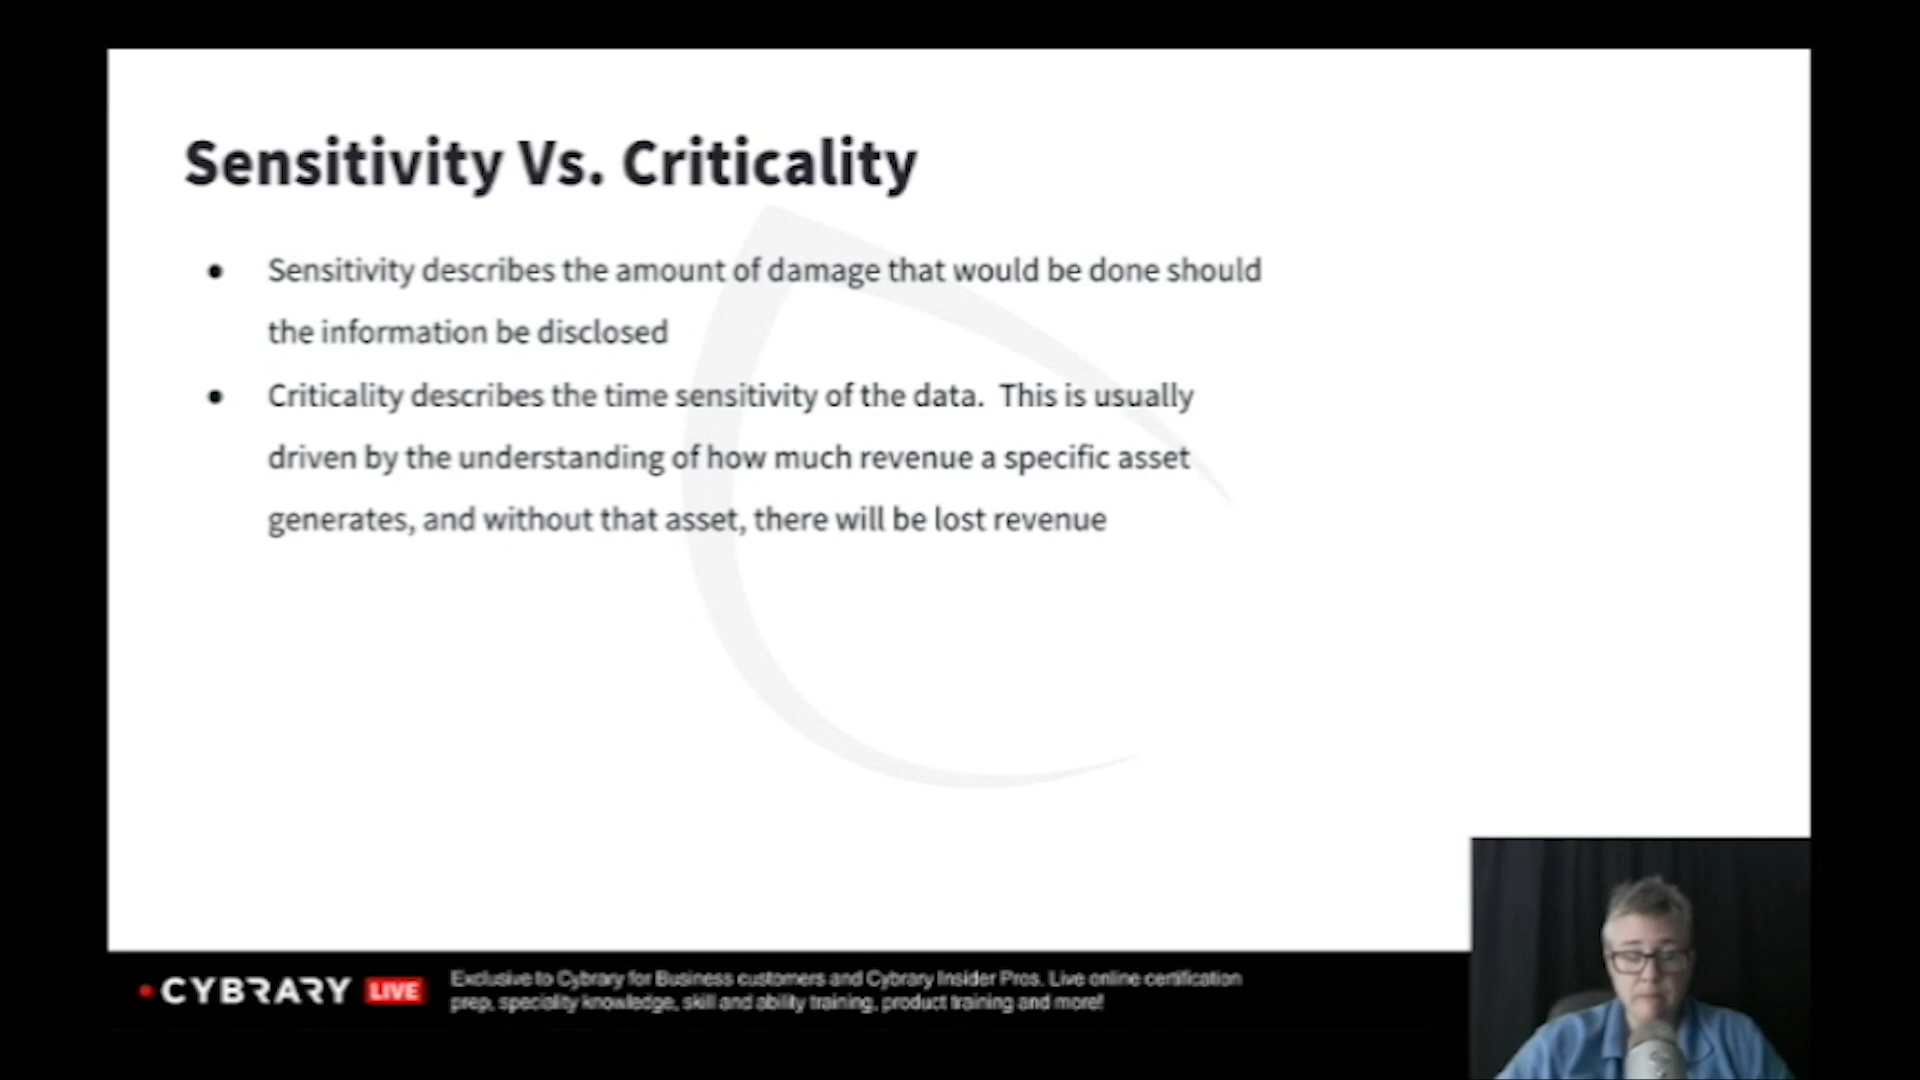 Sensitivity Vs. Criticality
• Sensitivity describes the amount of damage that would be done should
the information be disclosed
• Criticality describes the time sensitivity of the data. This is usually
driven by the understanding of how much revenue a specific asset
generates, and without that asset, there will be lost revenue
CYBRARY LIVE
Exclusive to Cybrary for Business customers and Cybrary Insider Pros. Live online certification
prep, speciality knowledge, skill and ability training, product training and more!